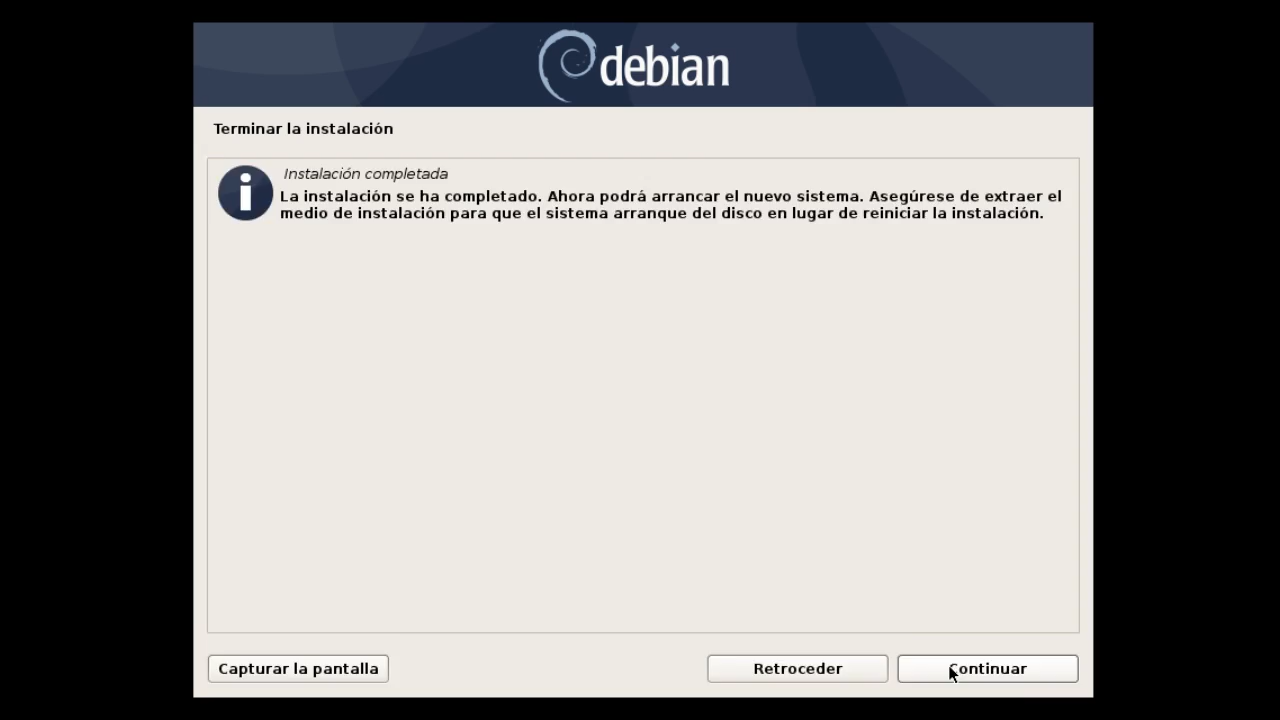 debian
Terminar la instalación
Instalación completada
La instalación se ha completado. Ahora podrá arrancar el nuevo sistema. Asegúrese de extraer el
medio de instalación para que el sistema arranque del disco en lugar de reiniciar la instalación.
Capturar la pantalla
Retroceder
Continuar